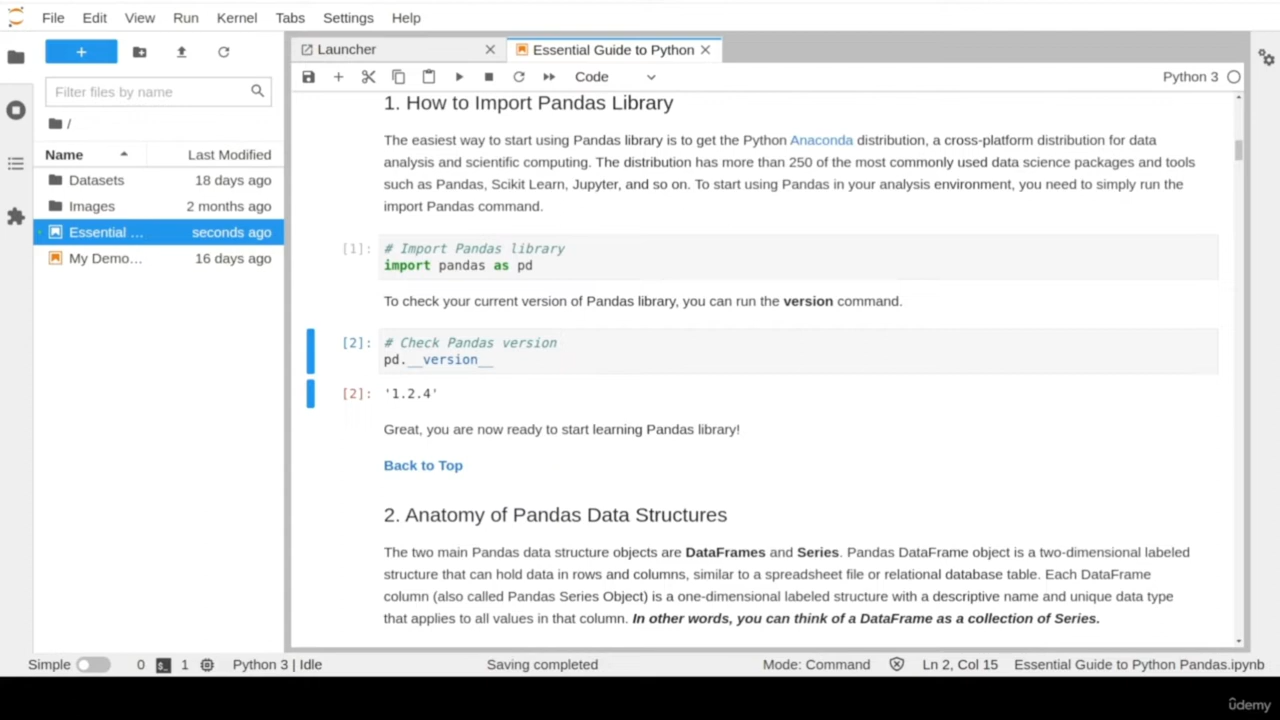 File Edit View Run Kernel Tabs Settings Help
+
Filter files by name
/
Name Last Modified
Datasets 18 days ago
Images 2 months ago
Essential ... seconds ago
My Demo... 16 days ago
Launcher
Essential Guide to Python
Code
Python 3
1. How to Import Pandas Library
The easiest way to start using Pandas library is to get the Python Anaconda distribution, a cross-platform distribution for data
analysis and scientific computing. The distribution has more than 250 of the most commonly used data science packages and tools
such as Pandas, Scikit Learn, Jupyter, and so on. To start using Pandas in your analysis environment, you need to simply run the
import Pandas command.
[1]: # Import Pandas library
import pandas as pd
To check your current version of Pandas library, you can run the version command.
[2]: # Check Pandas version
pd.__version__
[2]: '1.2.4'
Great, you are now ready to start learning Pandas library!
Back to Top
2. Anatomy of Pandas Data Structures
The two main Pandas data structure objects are DataFrames and Series. Pandas DataFrame object is a two-dimensional labeled
structure that can hold data in rows and columns, similar to a spreadsheet file or relational database table. Each DataFrame
column (also called Pandas Series Object) is a one-dimensional labeled structure with a descriptive name and unique data type
that applies to all values in that column. In other words, you can think of a DataFrame as a collection of Series.
Simple 0 $_ 1 Python 3 | Idle Saving completed Mode: Command Ln 2, Col 15 Essential Guide to Python Pandas.ipynb
ûdemy